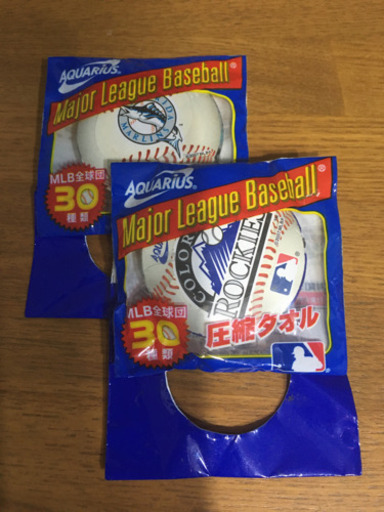 AQUARIUS
Major League Baseball®
FLORIDA
MARLINS
MLB全球団
30
種類
AQUARIUS
Major League Baseball®
COLORADO
ROCKIES
MLB全球団
30
種類
圧縮タオル